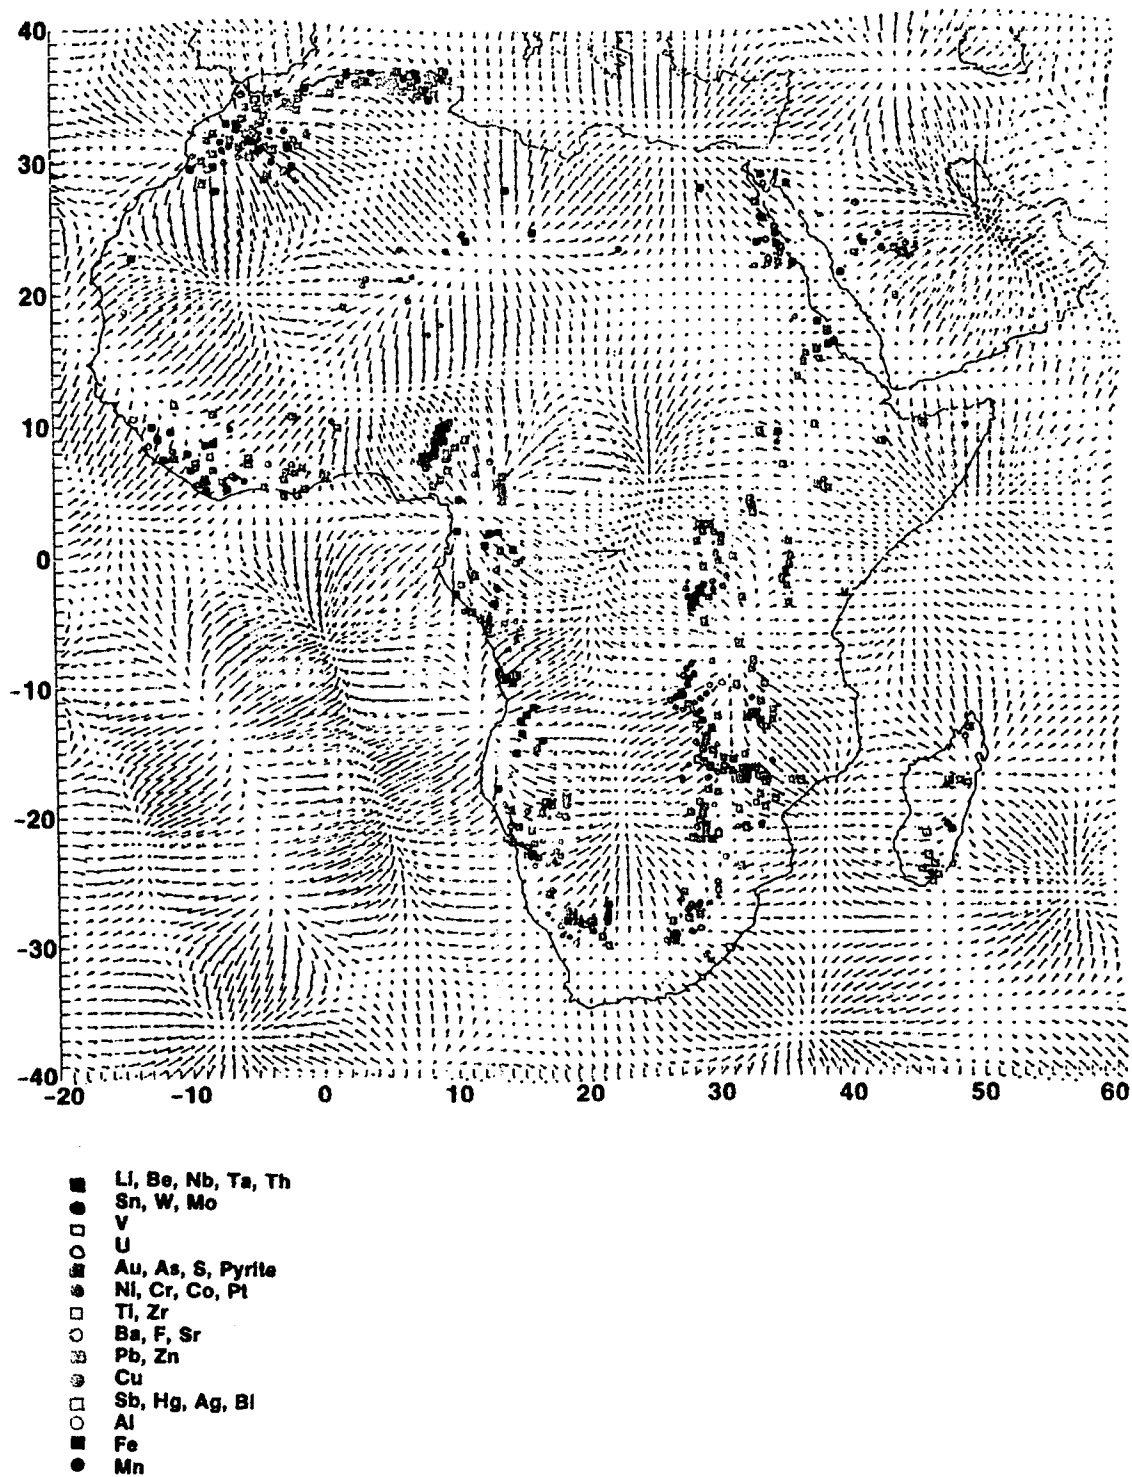 40
30
20
10
0
-10
-20
-30
-40
-20 -10 0 10 20 30 40 50 60
Li, Be, Nb, Ta, Th
Sn, W, Mo
V
U
Au, As, S, Pyrite
Ni, Cr, Co, Pt
Ti, Zr
Ba, F, Sr
Pb, Zn
Cu
Sb, Hg, Ag, Bi
Al
Fe
Mn